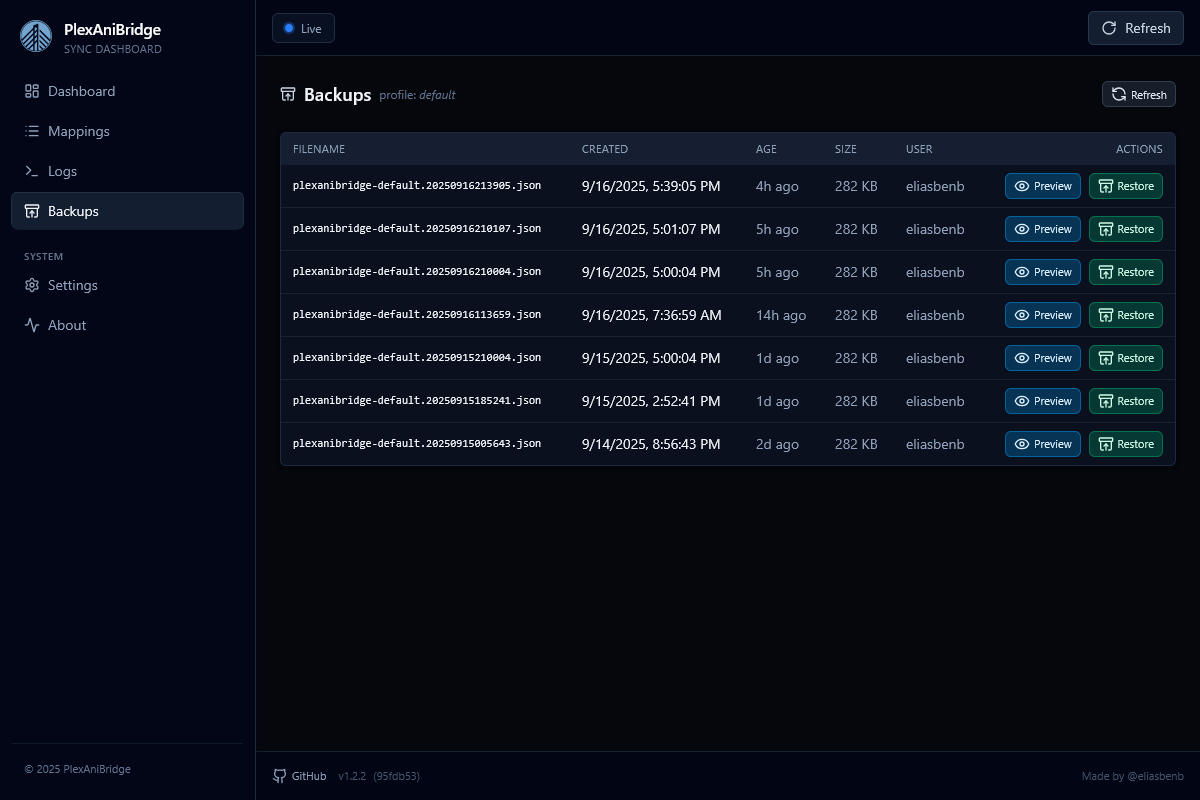 PlexAniBridge
SYNC DASHBOARD
Dashboard
Mappings
Logs
Backups
SYSTEM
Settings
About
© 2025 PlexAniBridge
Live
Refresh
Backups profile: default
Refresh
FILENAME CREATED AGE SIZE USER ACTIONS
plexanibridge-default.20250916213905.json 9/16/2025, 5:39:05 PM 4h ago 282 KB eliasbenb Preview Restore
plexanibridge-default.20250916210107.json 9/16/2025, 5:01:07 PM 5h ago 282 KB eliasbenb Preview Restore
plexanibridge-default.20250916210004.json 9/16/2025, 5:00:04 PM 5h ago 282 KB eliasbenb Preview Restore
plexanibridge-default.20250916113659.json 9/16/2025, 7:36:59 AM 14h ago 282 KB eliasbenb Preview Restore
plexanibridge-default.20250915210004.json 9/15/2025, 5:00:04 PM 1d ago 282 KB eliasbenb Preview Restore
plexanibridge-default.20250915185241.json 9/15/2025, 2:52:41 PM 1d ago 282 KB eliasbenb Preview Restore
plexanibridge-default.20250915005643.json 9/14/2025, 8:56:43 PM 2d ago 282 KB eliasbenb Preview Restore
GitHub v1.2.2 (95fdb53)
Made by @eliasbenb